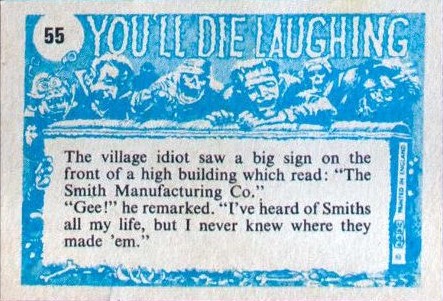 55
YOU'LL DIE LAUGHING
The village idiot saw a big sign on the
front of a high building which read: "The
Smith Manufacturing Co."
"Gee!" he remarked. "I've heard of Smiths
all my life, but I never knew where they
made 'em."
PRINTED IN ENGLAND